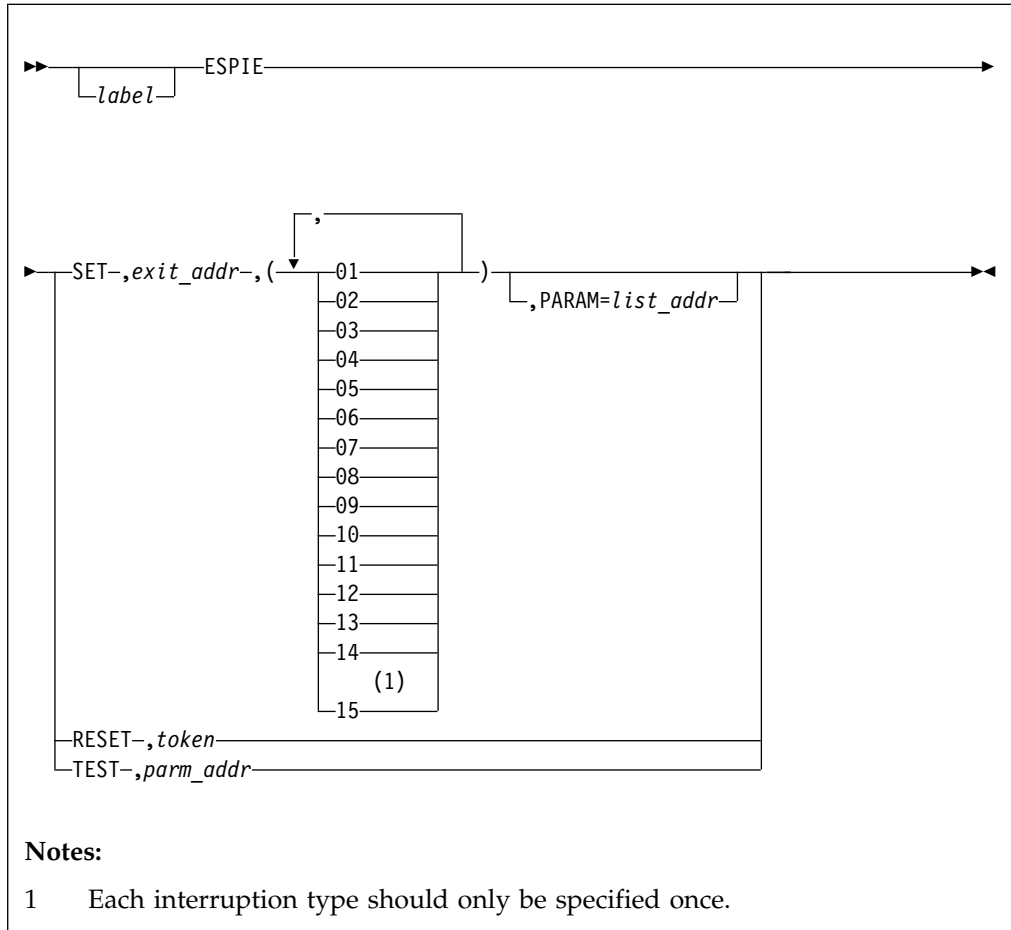 ESPIE
label
,
SET ,exit_addr ,( 01 )
02 ,PARAM=list_addr
03
04
05
06
07
08
09
10
11
12
13
14
(1)
15
RESET ,token
TEST ,parm_addr
Notes:
1 Each interruption type should only be specified once.